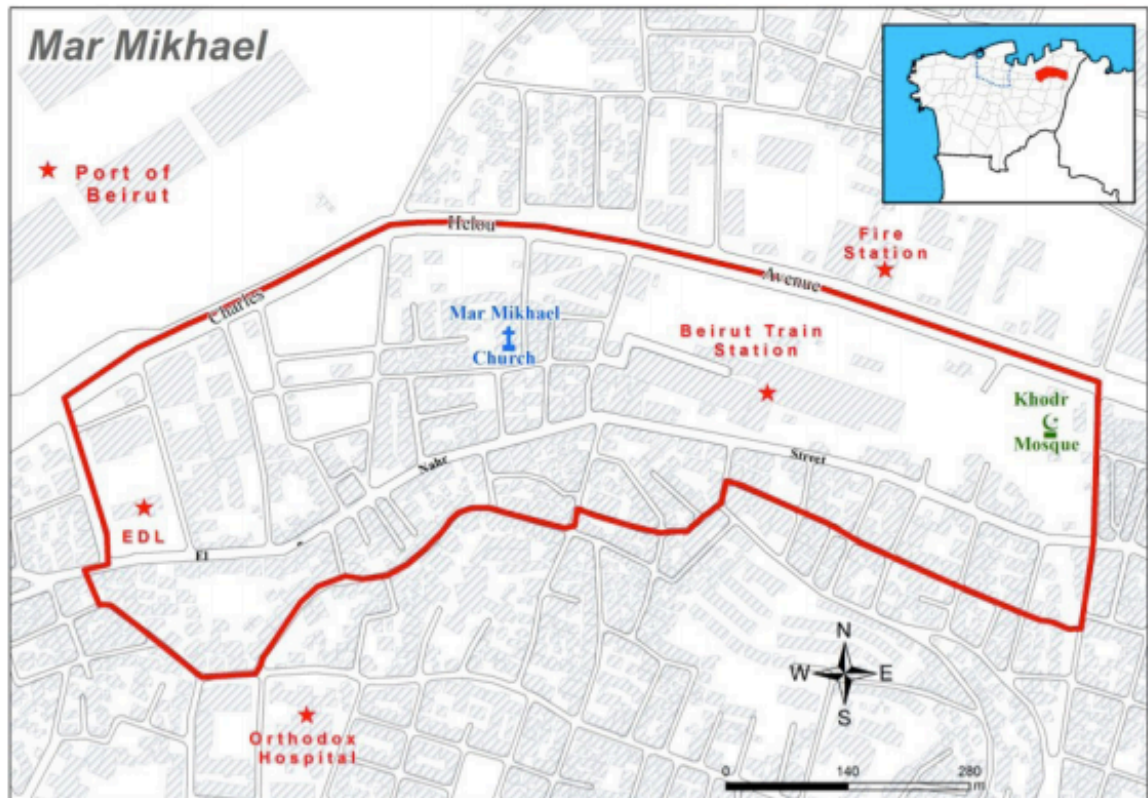 Mar Mikhael
Port of
Beirut
Helou
Fire
Station
Avenue
Charles
Mar Mikhael
Church
Beirut Train
Station
Khodr
Mosque
Nahr
Street
EDL
El
N
W E
S
Orthodox
Hospital
0 140 280
m